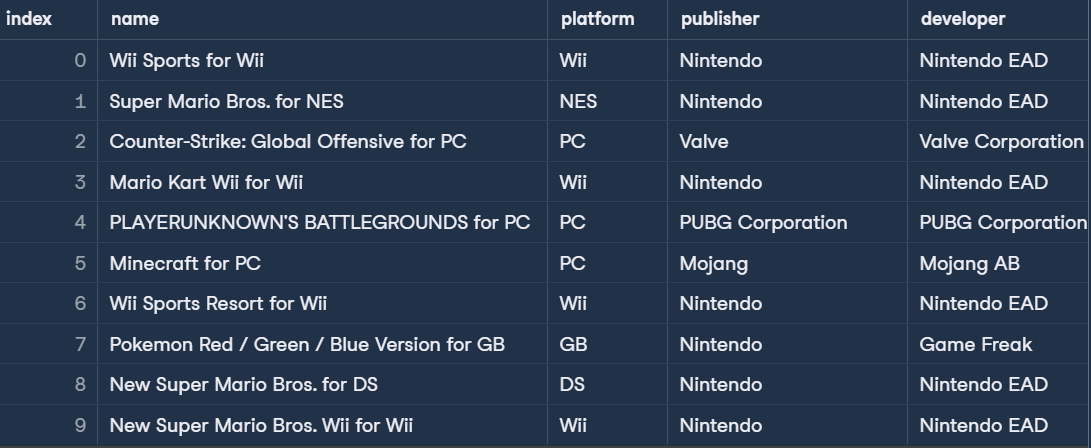 index name platform publisher developer
0 Wii Sports for Wii Wii Nintendo Nintendo EAD
1 Super Mario Bros. for NES NES Nintendo Nintendo EAD
2 Counter-Strike: Global Offensive for PC PC Valve Valve Corporation
3 Mario Kart Wii for Wii Wii Nintendo Nintendo EAD
4 PLAYERUNKNOWN'S BATTLEGROUNDS for PC PC PUBG Corporation PUBG Corporation
5 Minecraft for PC PC Mojang Mojang AB
6 Wii Sports Resort for Wii Wii Nintendo Nintendo EAD
7 Pokemon Red / Green / Blue Version for GB GB Nintendo Game Freak
8 New Super Mario Bros. for DS DS Nintendo Nintendo EAD
9 New Super Mario Bros. Wii for Wii Wii Nintendo Nintendo EAD